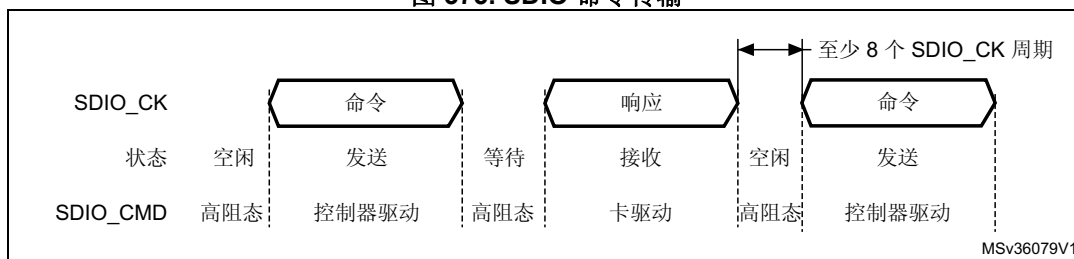 图 376. SDIO 命令传输
至少 8 个 SDIO_CK 周期
SDIO_CK 命令 响应 命令
状态 空闲 发送 等待 接收 空闲 发送
SDIO_CMD 高阻态 控制器驱动 高阻态 卡驱动 高阻态 控制器驱动
MSv36079V1